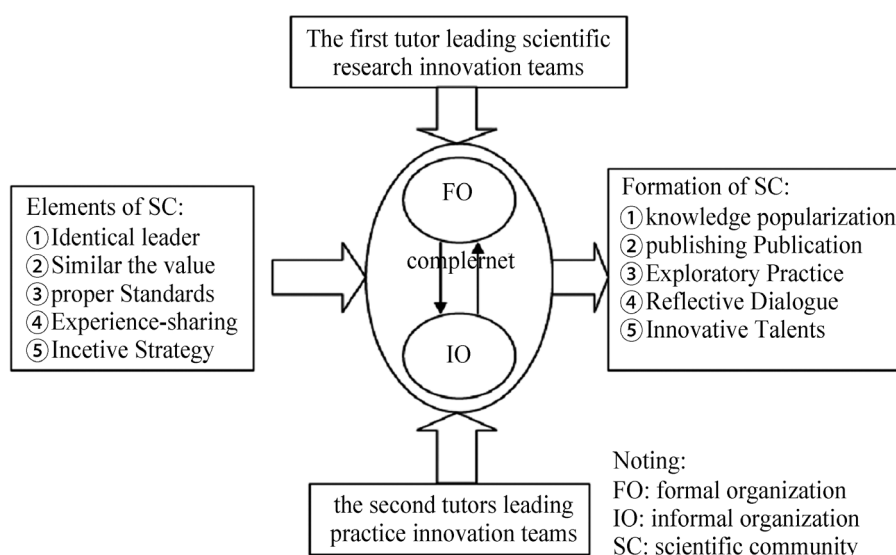 The first tutor leading scientific
research innovation teams
Elements of SC:
①Identical leader
②Similar the value
③proper Standards
④Experience-sharing
⑤Incetive Strategy
FO
complernet
IO
Formation of SC:
①knowledge popularization
②publishing Publication
③Exploratory Practice
④Reflective Dialogue
⑤Innovative Talents
the second tutors leading
practice innovation teams
Noting:
FO: formal organization
IO: informal organization
SC: scientific community